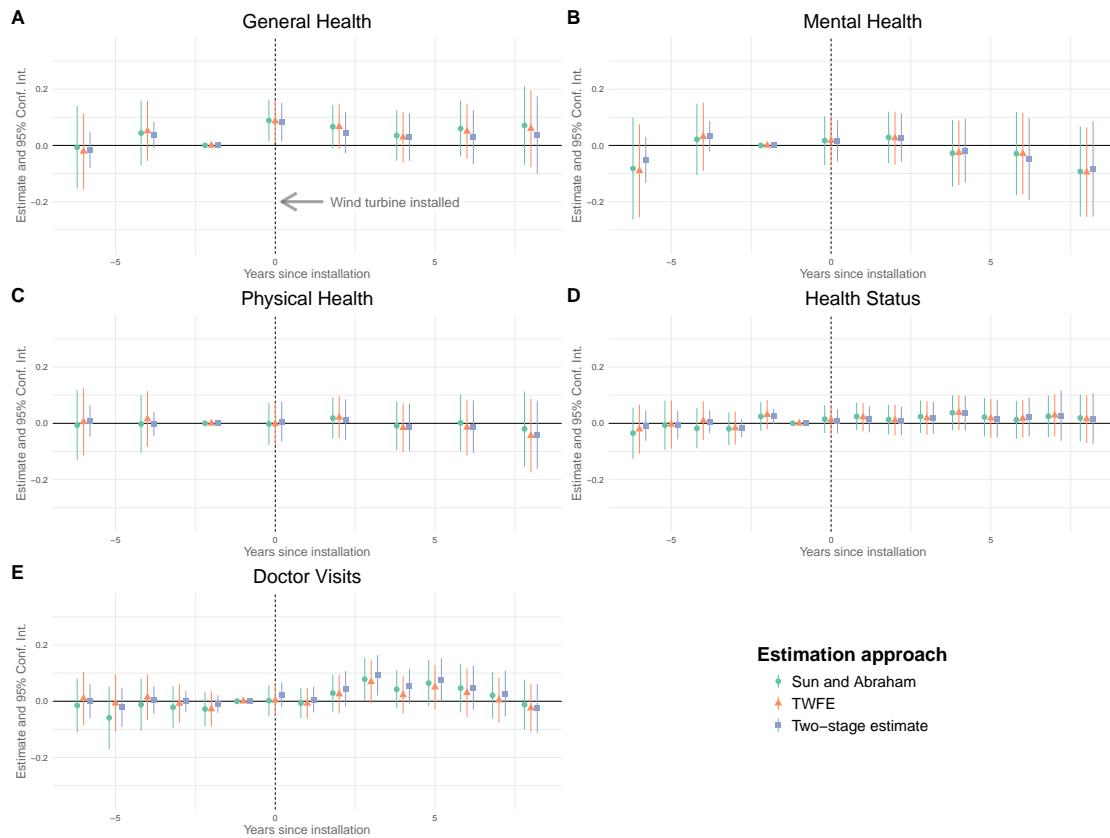 A
General Health
Estimate and 95% Conf. Int.
0.2
0.0
−0.2
Wind turbine installed
−5
0
5
Years since installation
B
Mental Health
Estimate and 95% Conf. Int.
0.2
0.0
−0.2
−5
0
5
Years since installation
C
Physical Health
Estimate and 95% Conf. Int.
0.2
0.0
−0.2
−5
0
5
Years since installation
D
Health Status
Estimate and 95% Conf. Int.
0.2
0.0
−0.2
−5
0
5
Years since installation
E
Doctor Visits
Estimate and 95% Conf. Int.
0.2
0.0
−0.2
−5
0
5
Years since installation
Estimation approach
Sun and Abraham
TWFE
Two−stage estimate